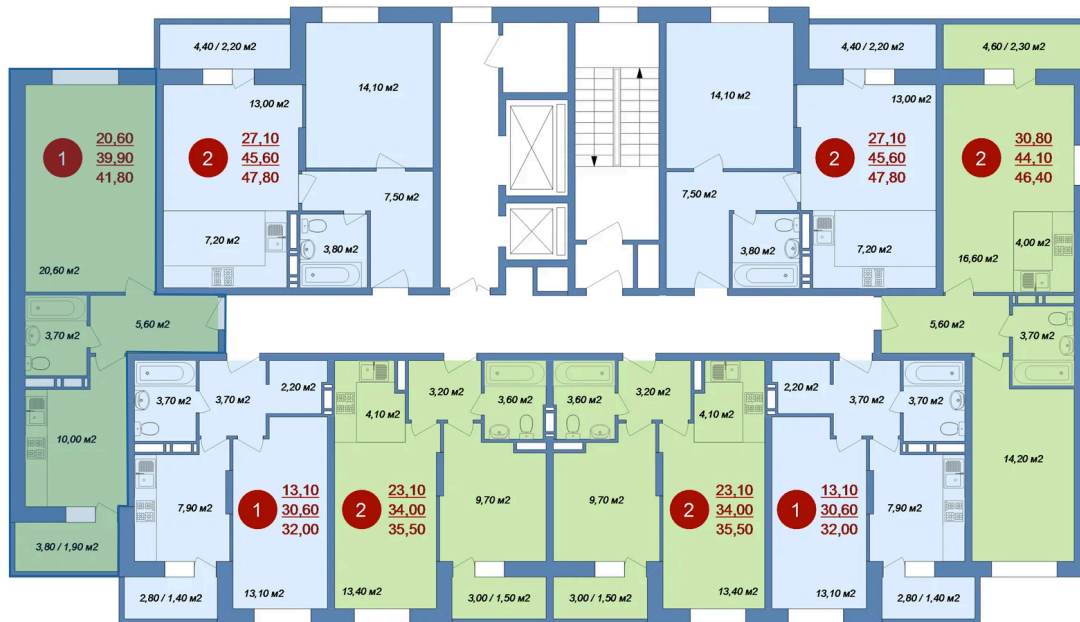 4,40 / 2,20 м2
14,10 м2
13,00 м2
2
27,10
45,60
47,80
7,20 м2
7,50 м2
3,80 м2
1
20,60
39,90
41,80
20,60 м2
3,70 м2
5,60 м2
10,00 м2
3,80 / 1,90 м2
14,10 м2
4,40 / 2,20 м2
13,00 м2
2
27,10
45,60
47,80
7,50 м2
3,80 м2
7,20 м2
4,60 / 2,30 м2
2
30,80
44,10
46,40
4,00 м2
16,60 м2
5,60 м2
3,70 м2
14,20 м2
3,70 м2
3,70 м2
2,20 м2
7,90 м2
1
13,10
30,60
32,00
13,10 м2
2,80 / 1,40 м2
4,10 м2
3,20 м2
3,60 м2
2
23,10
34,00
35,50
9,70 м2
13,40 м2
3,00 / 1,50 м2
3,60 м2
3,20 м2
4,10 м2
9,70 м2
2
23,10
34,00
35,50
13,40 м2
3,00 / 1,50 м2
2,20 м2
3,70 м2
3,70 м2
1
13,10
30,60
32,00
7,90 м2
13,10 м2
2,80 / 1,40 м2